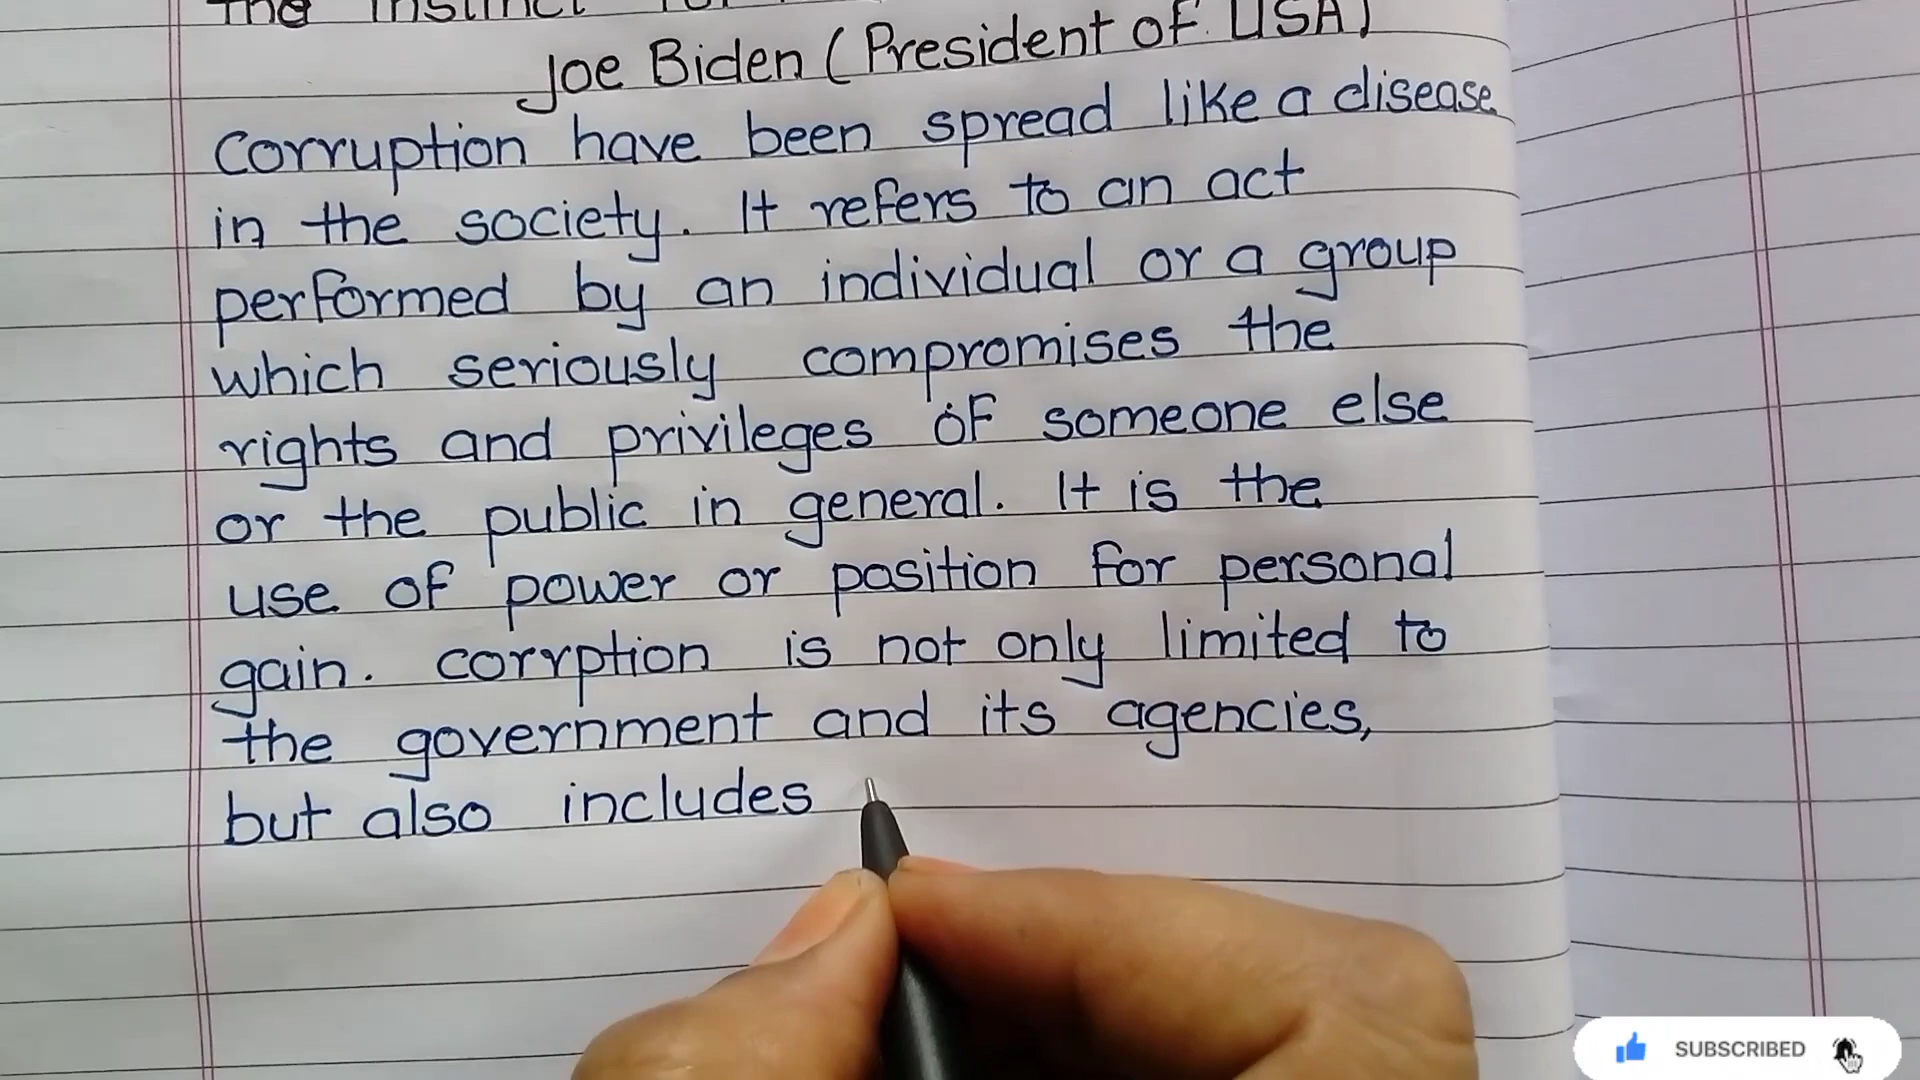 The instinct for
Joe Biden (President of USA)
Corruption have been spread like a disease
in the society. It refers to an act
performed by an individual or a group
which seriously compromises the
rights and privileges of someone else
or the public in general. It is the
use of power or position for personal
gain. corrption is not only limited to
the government and its agencies,
but also includes
SUBSCRIBED